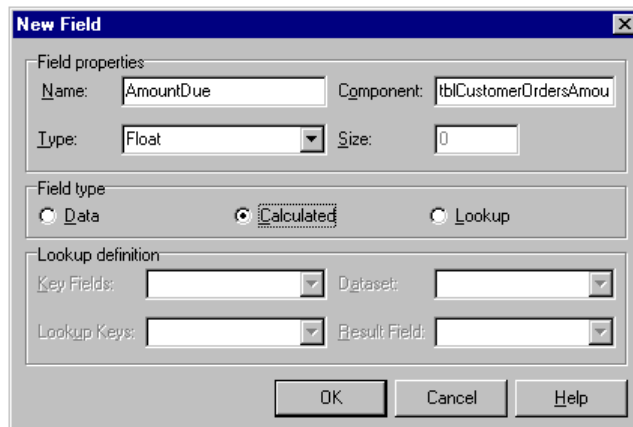 New Field
Field properties
Name: AmountDue Component: tblCustomerOrdersAmou
Type: Float Size: 0
Field type
Data Calculated Lookup
Lookup definition
Key Fields: Dataset:
Lookup Keys: Result Field:
OK Cancel Help